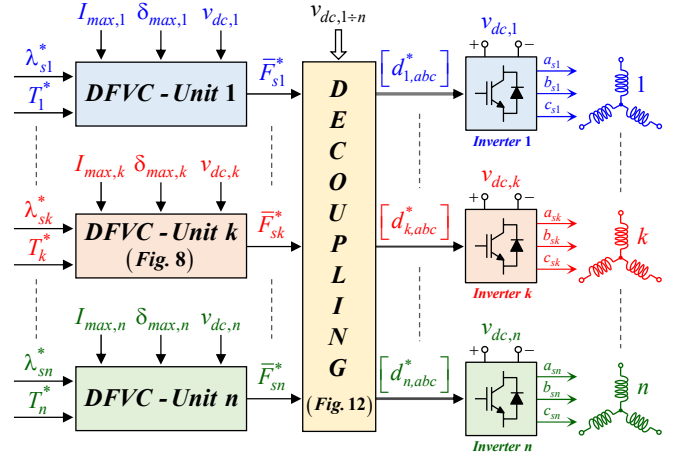 I_max,1 δ_max,1 v_dc,1
v_dc,1÷n
λ*_s1
T*_1
DFVC - Unit 1
F̅*_s1
[d*_1,abc]
v_dc,1
+ −
a_s1
b_s1
c_s1
Inverter 1
1
I_max,k δ_max,k v_dc,k
λ*_sk
T*_k
DFVC - Unit k
(Fig. 8)
F̅*_sk
[d*_k,abc]
v_dc,k
+ −
a_sk
b_sk
c_sk
Inverter k
k
I_max,n δ_max,n v_dc,n
λ*_sn
T*_n
DFVC - Unit n
F̅*_sn
DECOUPLING
(Fig. 12)
[d*_n,abc]
v_dc,n
+ −
a_sn
b_sn
c_sn
Inverter n
n